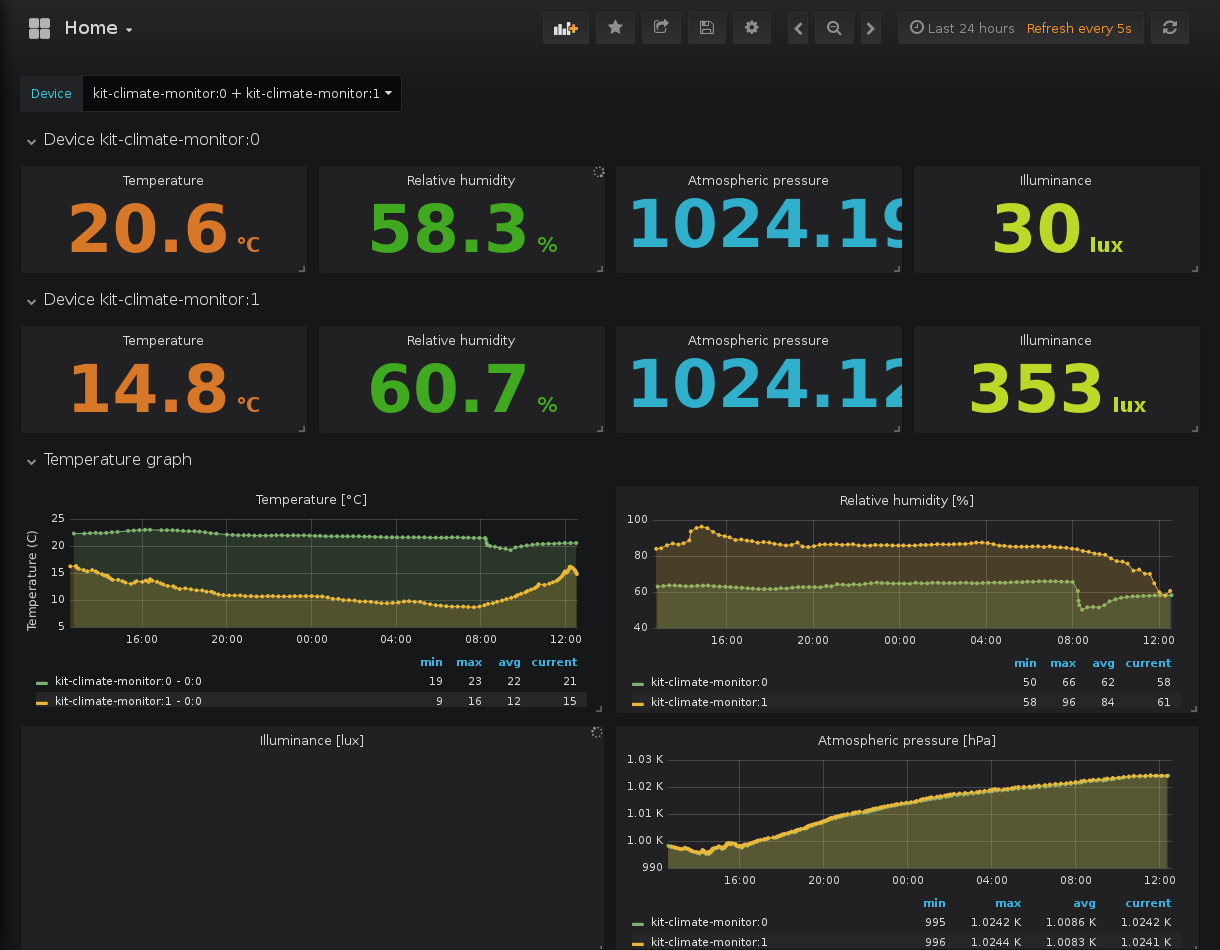 Home
Last 24 hours Refresh every 5s
Device kit-climate-monitor:0 + kit-climate-monitor:1
Device kit-climate-monitor:0
Temperature Relative humidity Atmospheric pressure Illuminance
20.6 °C 58.3 % 1024.19 30 lux
Device kit-climate-monitor:1
Temperature Relative humidity Atmospheric pressure Illuminance
14.8 °C 60.7 % 1024.12 353 lux
Temperature graph
Temperature [°C]
Temperature (C)
25
20
15
10
5
16:00 20:00 00:00 04:00 08:00 12:00
min max avg current
kit-climate-monitor:0 - 0:0 19 23 22 21
kit-climate-monitor:1 - 0:0 9 16 12 15
Relative humidity [%]
100
80
60
40
16:00 20:00 00:00 04:00 08:00 12:00
min max avg current
kit-climate-monitor:0 50 66 62 58
kit-climate-monitor:1 58 96 84 61
Illuminance [lux]
Atmospheric pressure [hPa]
1.03 K
1.02 K
1.01 K
1.00 K
990
16:00 20:00 00:00 04:00 08:00 12:00
min max avg current
kit-climate-monitor:0 995 1.0242 K 1.0086 K 1.0242 K
kit-climate-monitor:1 996 1.0244 K 1.0083 K 1.0241 K